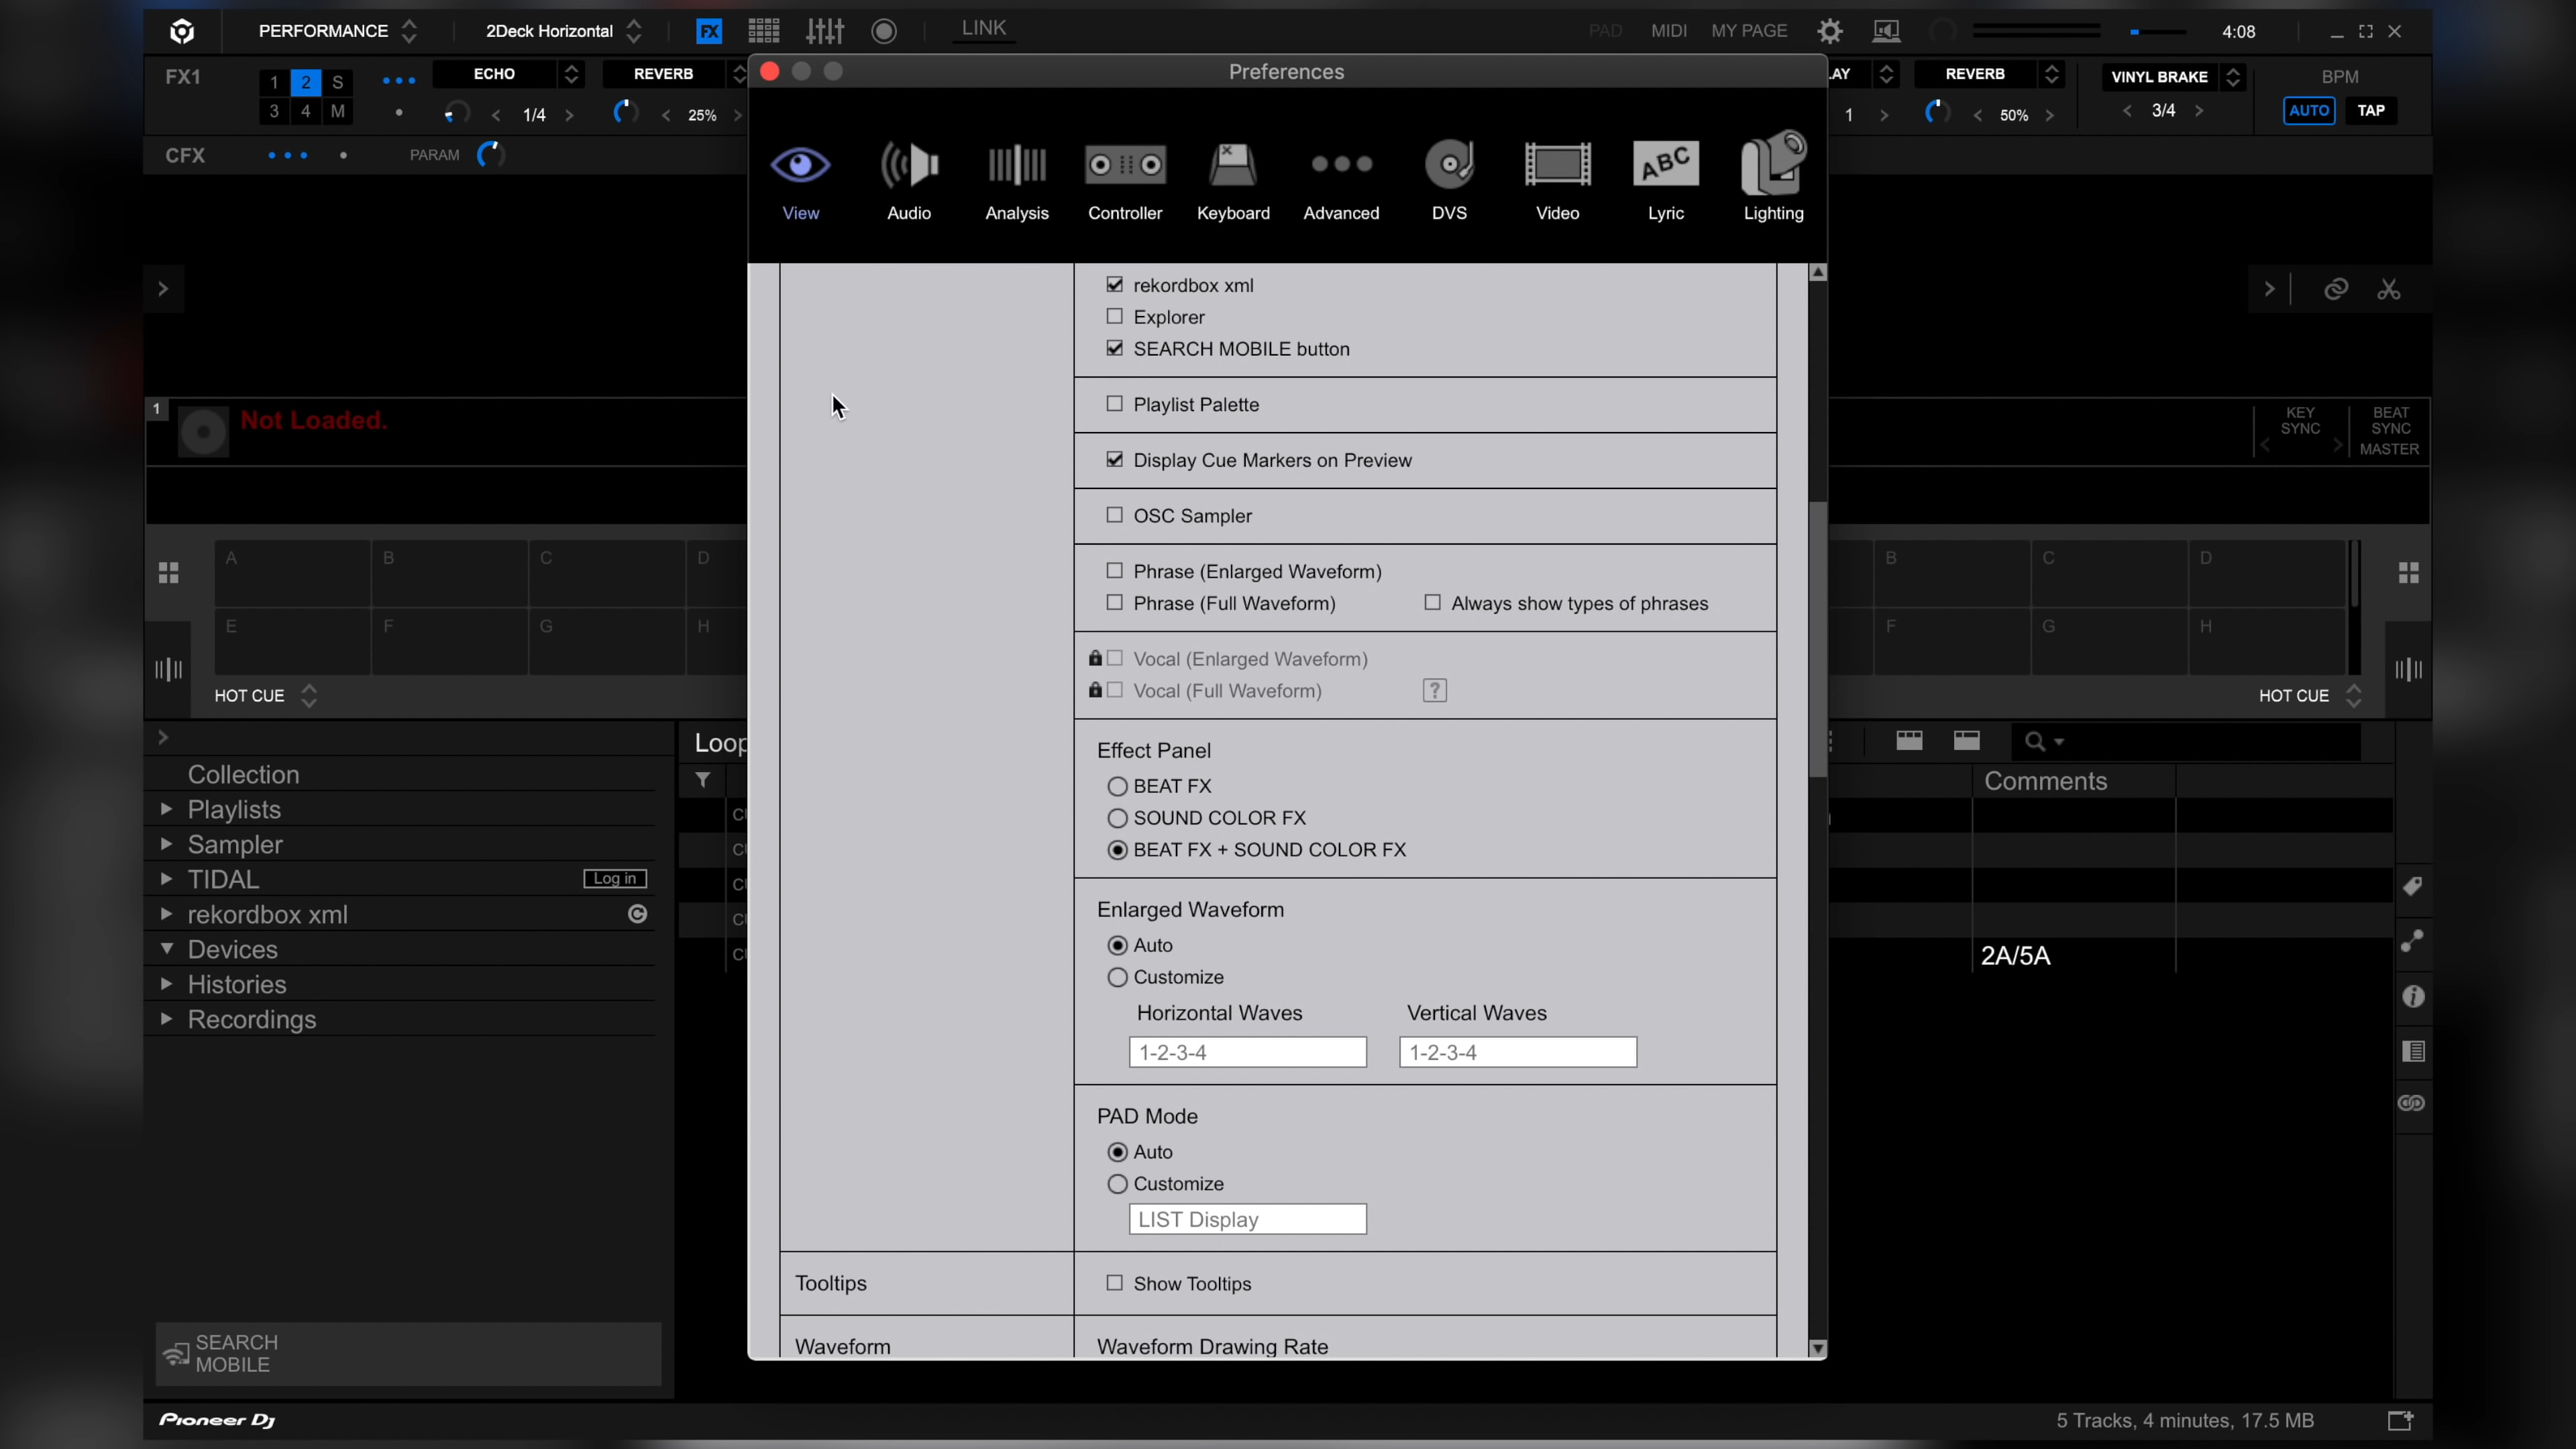 PERFORMANCE 2Deck Horizontal FX LINK PAD MIDI MY PAGE 4:08
FX1 1 2 S ECHO REVERB Preferences LAY REVERB VINYL BRAKE BPM
3 4 M 1/4 25% 1 50% 3/4 AUTO TAP
CFX PARAM
ABC
View Audio Analysis Controller Keyboard Advanced DVS Video Lyric Lighting
rekordbox xml
Explorer
SEARCH MOBILE button
Playlist Palette
1 Not Loaded.
KEY SYNC
BEAT SYNC
MASTER
Display Cue Markers on Preview
OSC Sampler
A B C D
E F G H
HOT CUE
Phrase (Enlarged Waveform)
Phrase (Full Waveform) Always show types of phrases
Vocal (Enlarged Waveform)
Vocal (Full Waveform) ?
B C D
F G H
HOT CUE
Collection
Playlists
Sampler
TIDAL Log in
rekordbox xml
Devices
Histories
Recordings
Loop
Effect Panel
BEAT FX
SOUND COLOR FX
BEAT FX + SOUND COLOR FX
Enlarged Waveform
Auto
Customize
Horizontal Waves Vertical Waves
1-2-3-4 1-2-3-4
PAD Mode
Auto
Customize
LIST Display
Tooltips Show Tooltips
Waveform Waveform Drawing Rate
Comments
2A/5A
SEARCH
MOBILE
Pioneer Dj 5 Tracks, 4 minutes, 17.5 MB